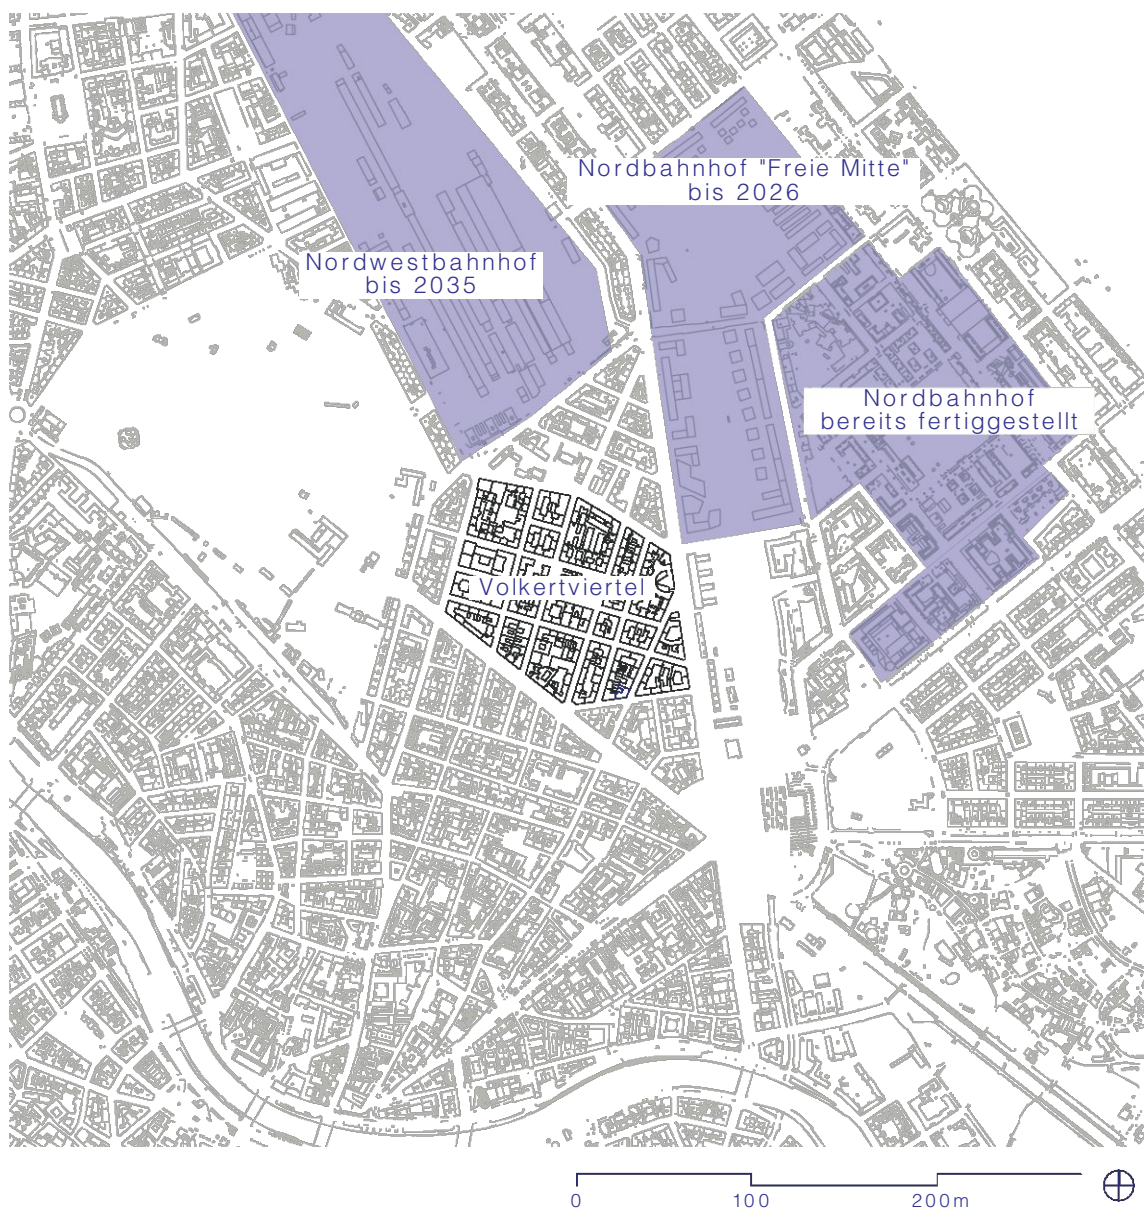 Nordbahnhof "Freie Mitte"
bis 2026
Nordwestbahnhof
bis 2035
Nordbahnhof
bereits fertiggestellt
Volkertviertel
0 100 200m